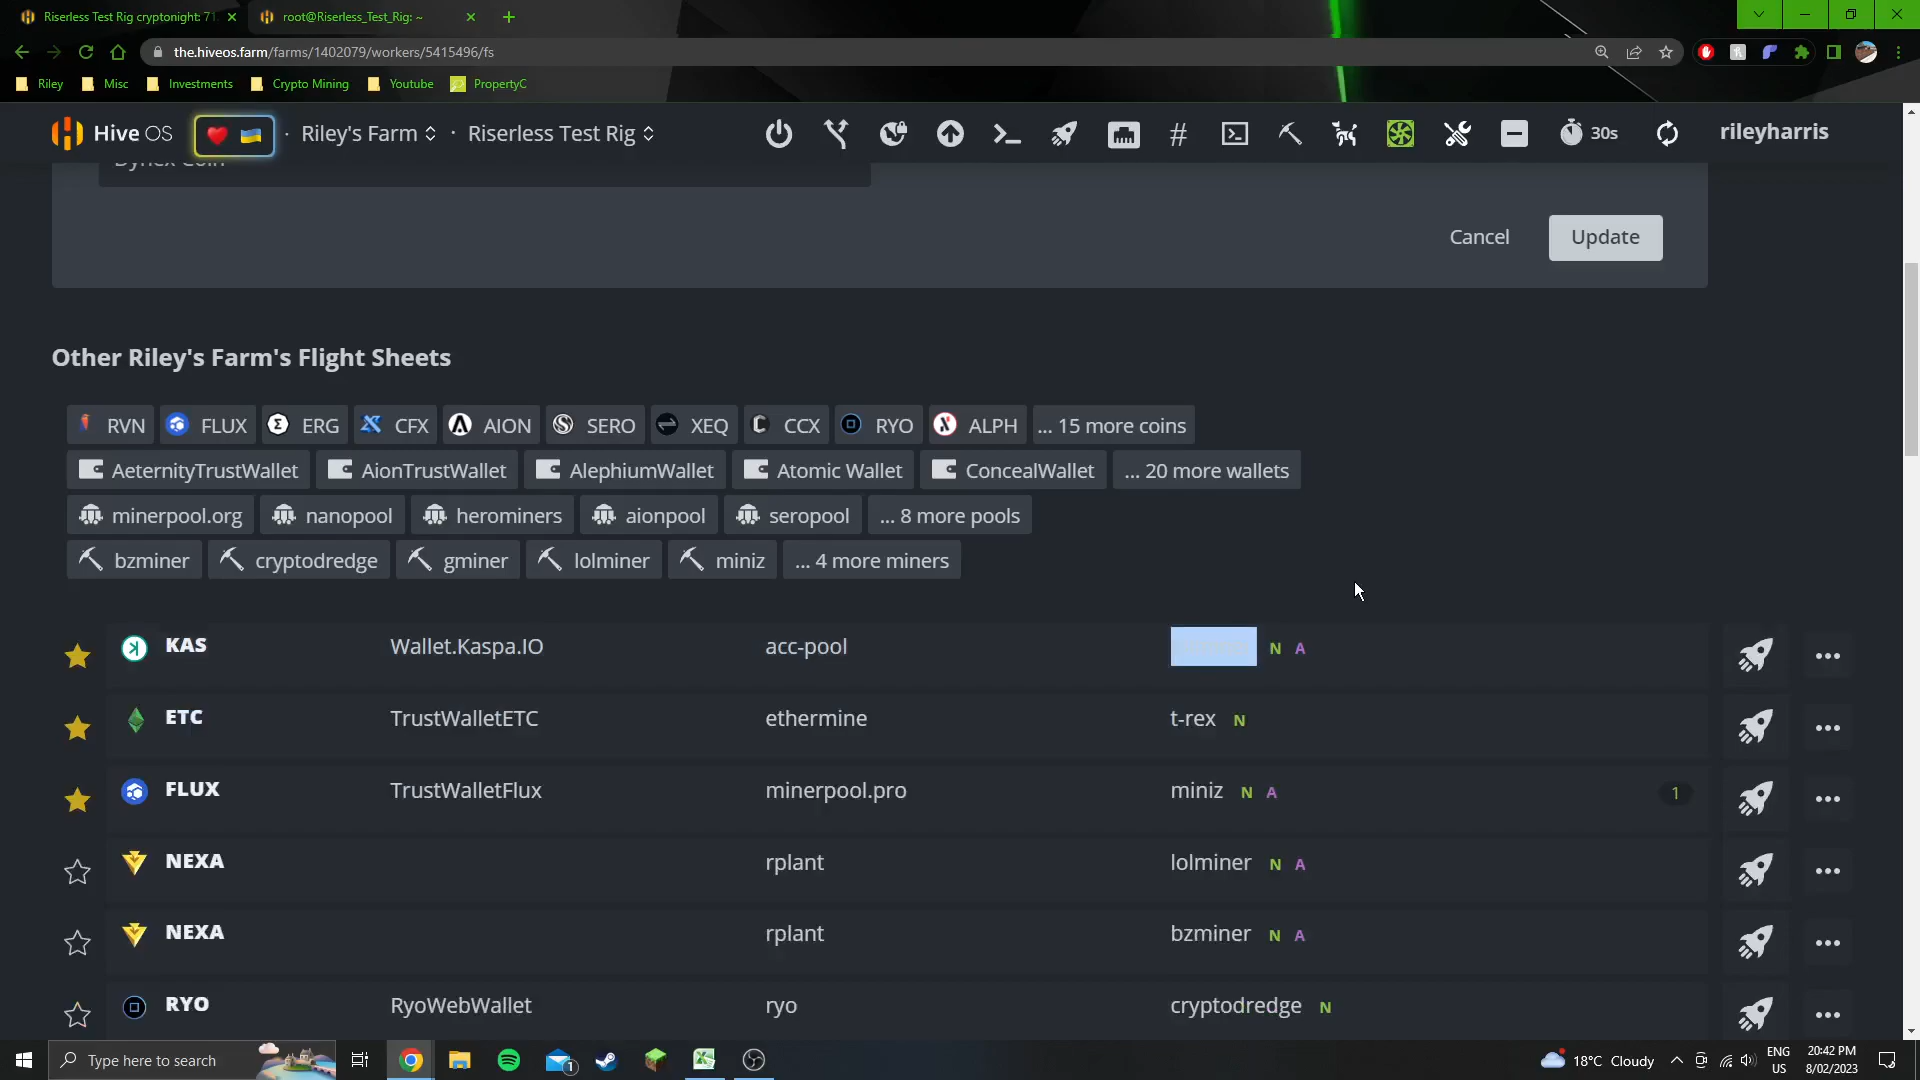 Riserless Test Rig cryptonight: 71
root@Riserless_Test_Rig: ~
the.hiveos.farm/farms/1402079/workers/5415496/fs
Riley
Misc
Investments
Crypto Mining
Youtube
PropertyC
Hive OS
· Riley's Farm
· Riserless Test Rig
30s
rileyharris
Dynex Coin
Cancel
Update
Other Riley's Farm's Flight Sheets
RVN FLUX ERG CFX AION SERO XEQ CCX RYO ALPH ... 15 more coins
AeternityTrustWallet AionTrustWallet AlephiumWallet Atomic Wallet ConcealWallet ... 20 more wallets
minerpool.org nanopool herominers aionpool seropool ... 8 more pools
bzminer cryptodredge gminer lolminer miniz ... 4 more miners
KAS Wallet.Kaspa.IO acc-pool N A
ETC TrustWalletETC ethermine t-rex N
FLUX TrustWalletFlux minerpool.pro miniz N A 1
NEXA rplant lolminer N A
NEXA rplant bzminer N A
RYO RyoWebWallet ryo cryptodredge N
Type here to search
1
18°C Cloudy
ENG
US
20:42 PM
8/02/2023